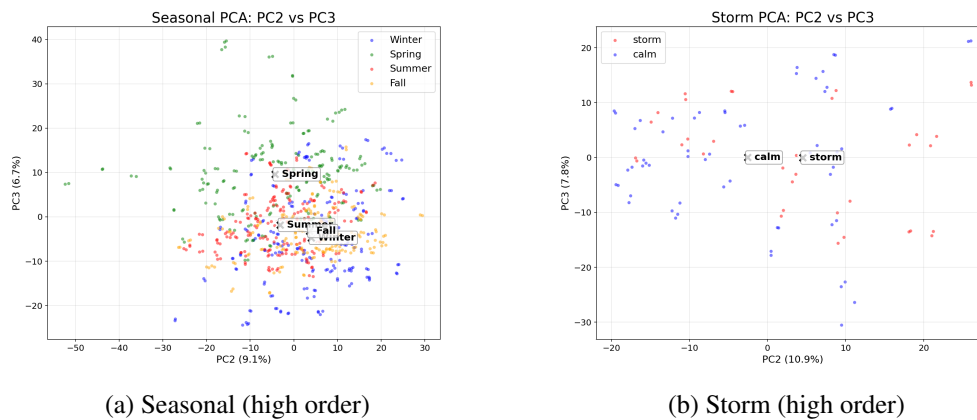 Seasonal PCA: PC2 vs PC3
40
30
20
10
0
−10
−20
PC3 (6.7%)
Winter
Spring
Summer
Fall
Spring
Summer
Fall
Winter
−50
−40
−30
−20
−10
0
10
20
30
PC2 (9.1%)
(a) Seasonal (high order)
Storm PCA: PC2 vs PC3
20
10
0
−10
−20
−30
PC3 (7.8%)
storm
calm
calm
storm
−20
−10
0
10
20
PC2 (10.9%)
(b) Storm (high order)